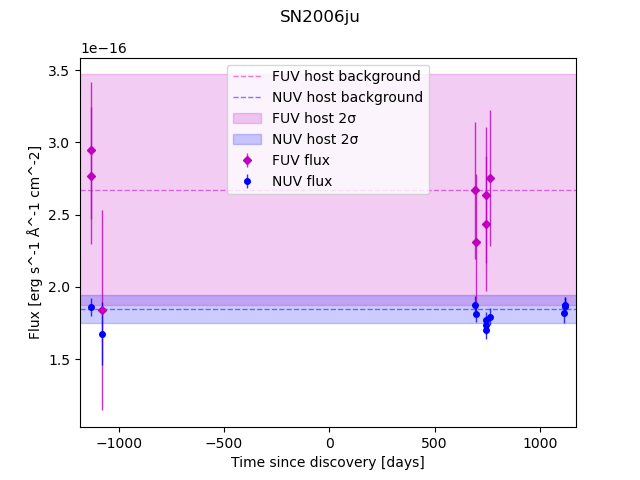 SN2006ju
1e−16
3.5
3.0
2.5
2.0
1.5
Flux [erg s^-1 Å^-1 cm^-2]
FUV host background
NUV host background
FUV host 2σ
NUV host 2σ
FUV flux
NUV flux
−1000
−500
0
500
1000
Time since discovery [days]